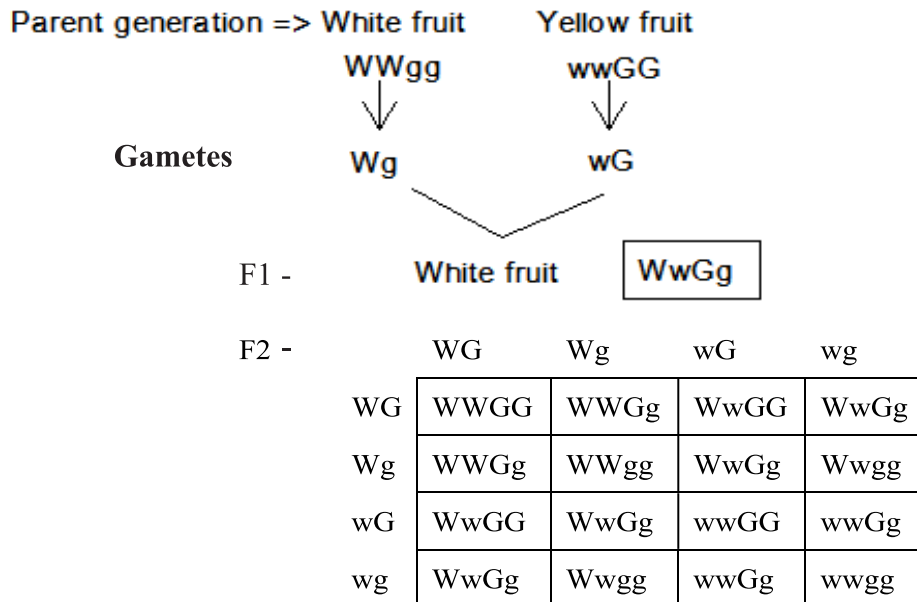 Parent generation => White fruit Yellow fruit
WWgg wwGG
Gametes Wg wG
F1 - White fruit WwGg
F2 - WG Wg wG wg
WG WWGG WWGg WwGG WwGg
Wg WWGg WWgg WwGg Wwgg
wG WwGG WwGg wwGG wwGg
wg WwGg Wwgg wwGg wwgg